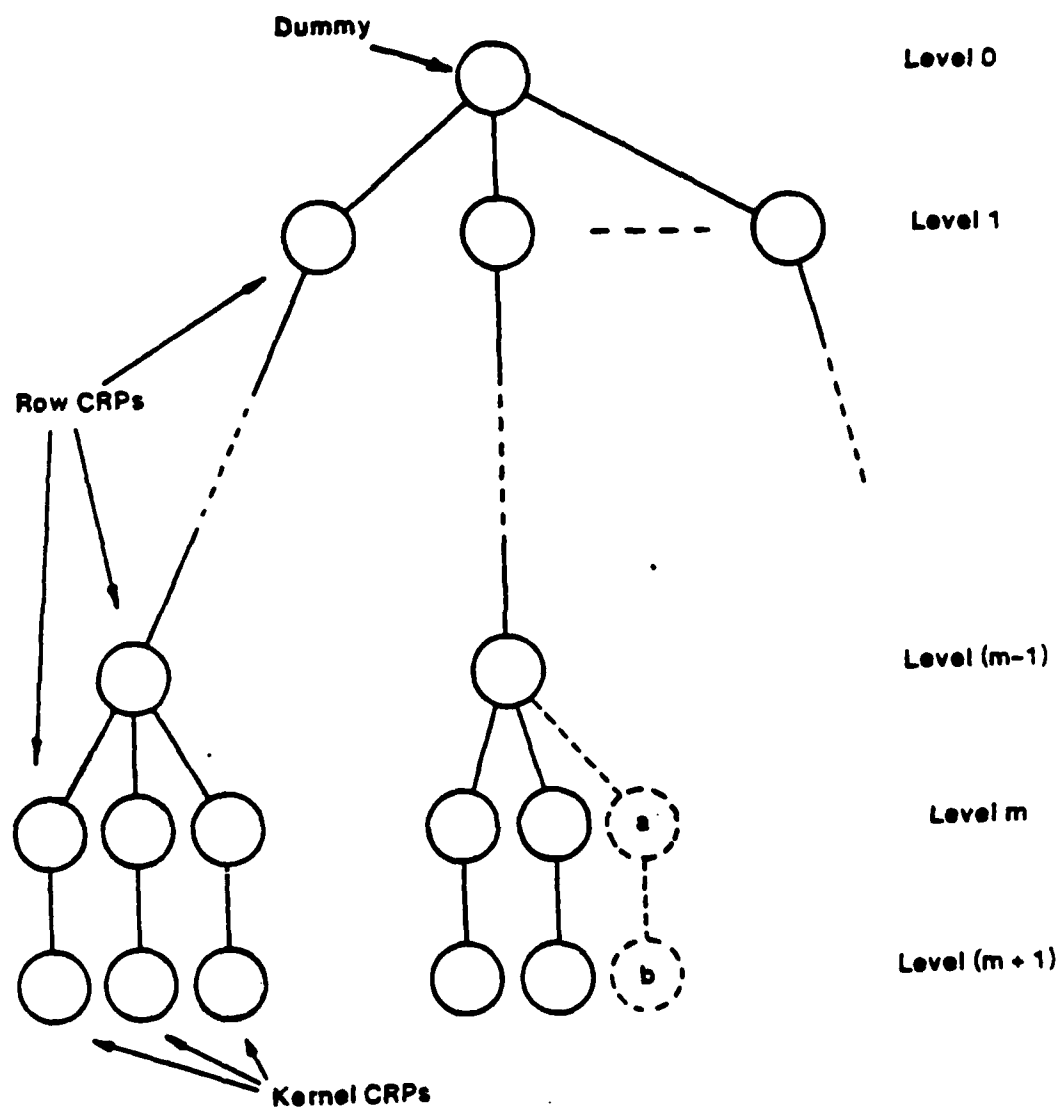 Dummy
Level 0
Level 1
Row CRPs
Level (m-1)
a
Level m
b
Level (m + 1)
Kernel CRPs